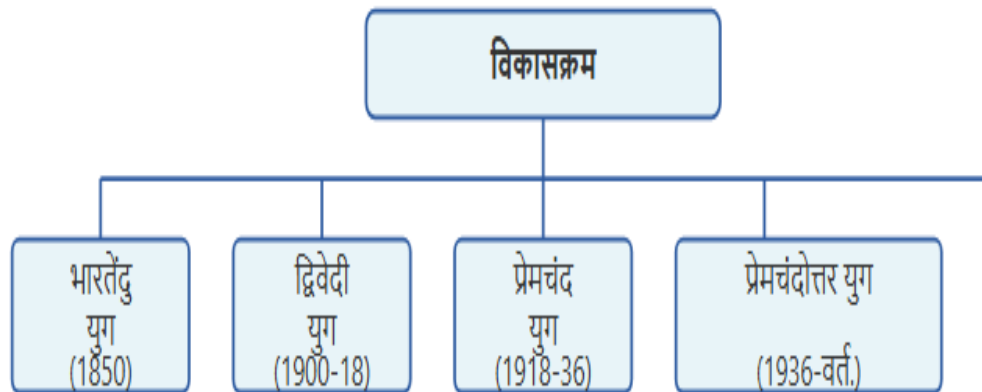 विकासक्रम
भारतेंदु
युग
(1850)
द्विवेदी
युग
(1900-18)
प्रेमचंद
युग
(1918-36)
प्रेमचंदोत्तर युग
(1936-वर्त.)